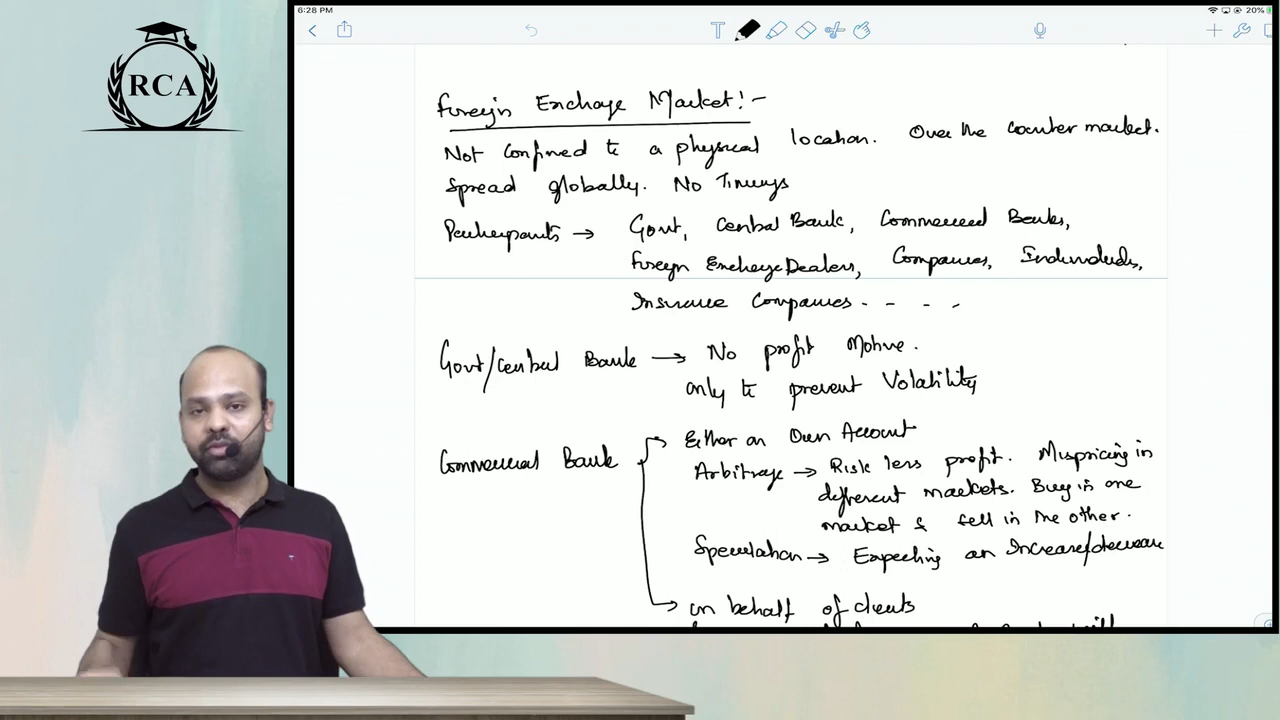 RCA
6:28 PM
20%
T
Foreign Exchange Market:-
Not confined to a physical location. Over the counter market.
Spread globally. No Timings
Participants → Govt, Central Bank, Commercial Banks,
Foreign Exchange Dealers, Companies, Individuals,
Insurance Companies - - - -
Govt/Central Bank → No profit Motive.
only to prevent Volatility
Commercial Bank
Either on Own Account
Arbitrage → Risk less profit. Mispricing in
different markets. Buy in one
market & sell in the other.
Speculation → Expecting an Increase/decrease
on behalf of clients